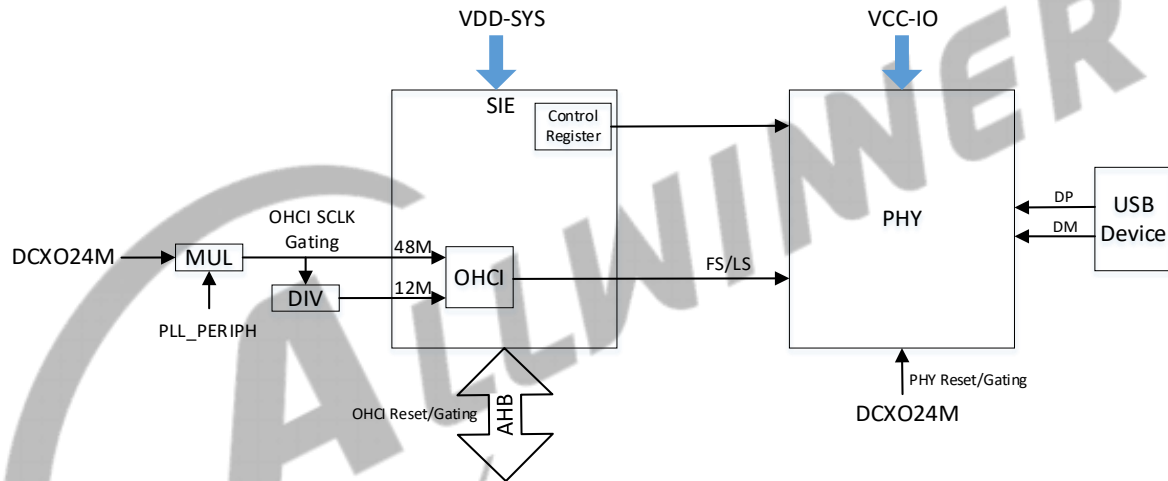 VDD-SYS
VCC-IO
SIE
Control
Register
PHY
DP
DM
USB
Device
OHCI SCLK
Gating
DCXO24M
MUL
48M
OHCI
FS/LS
DIV
12M
PLL_PERIPH
OHCI Reset/Gating
AHB
PHY Reset/Gating
DCXO24M
ALLWINNER